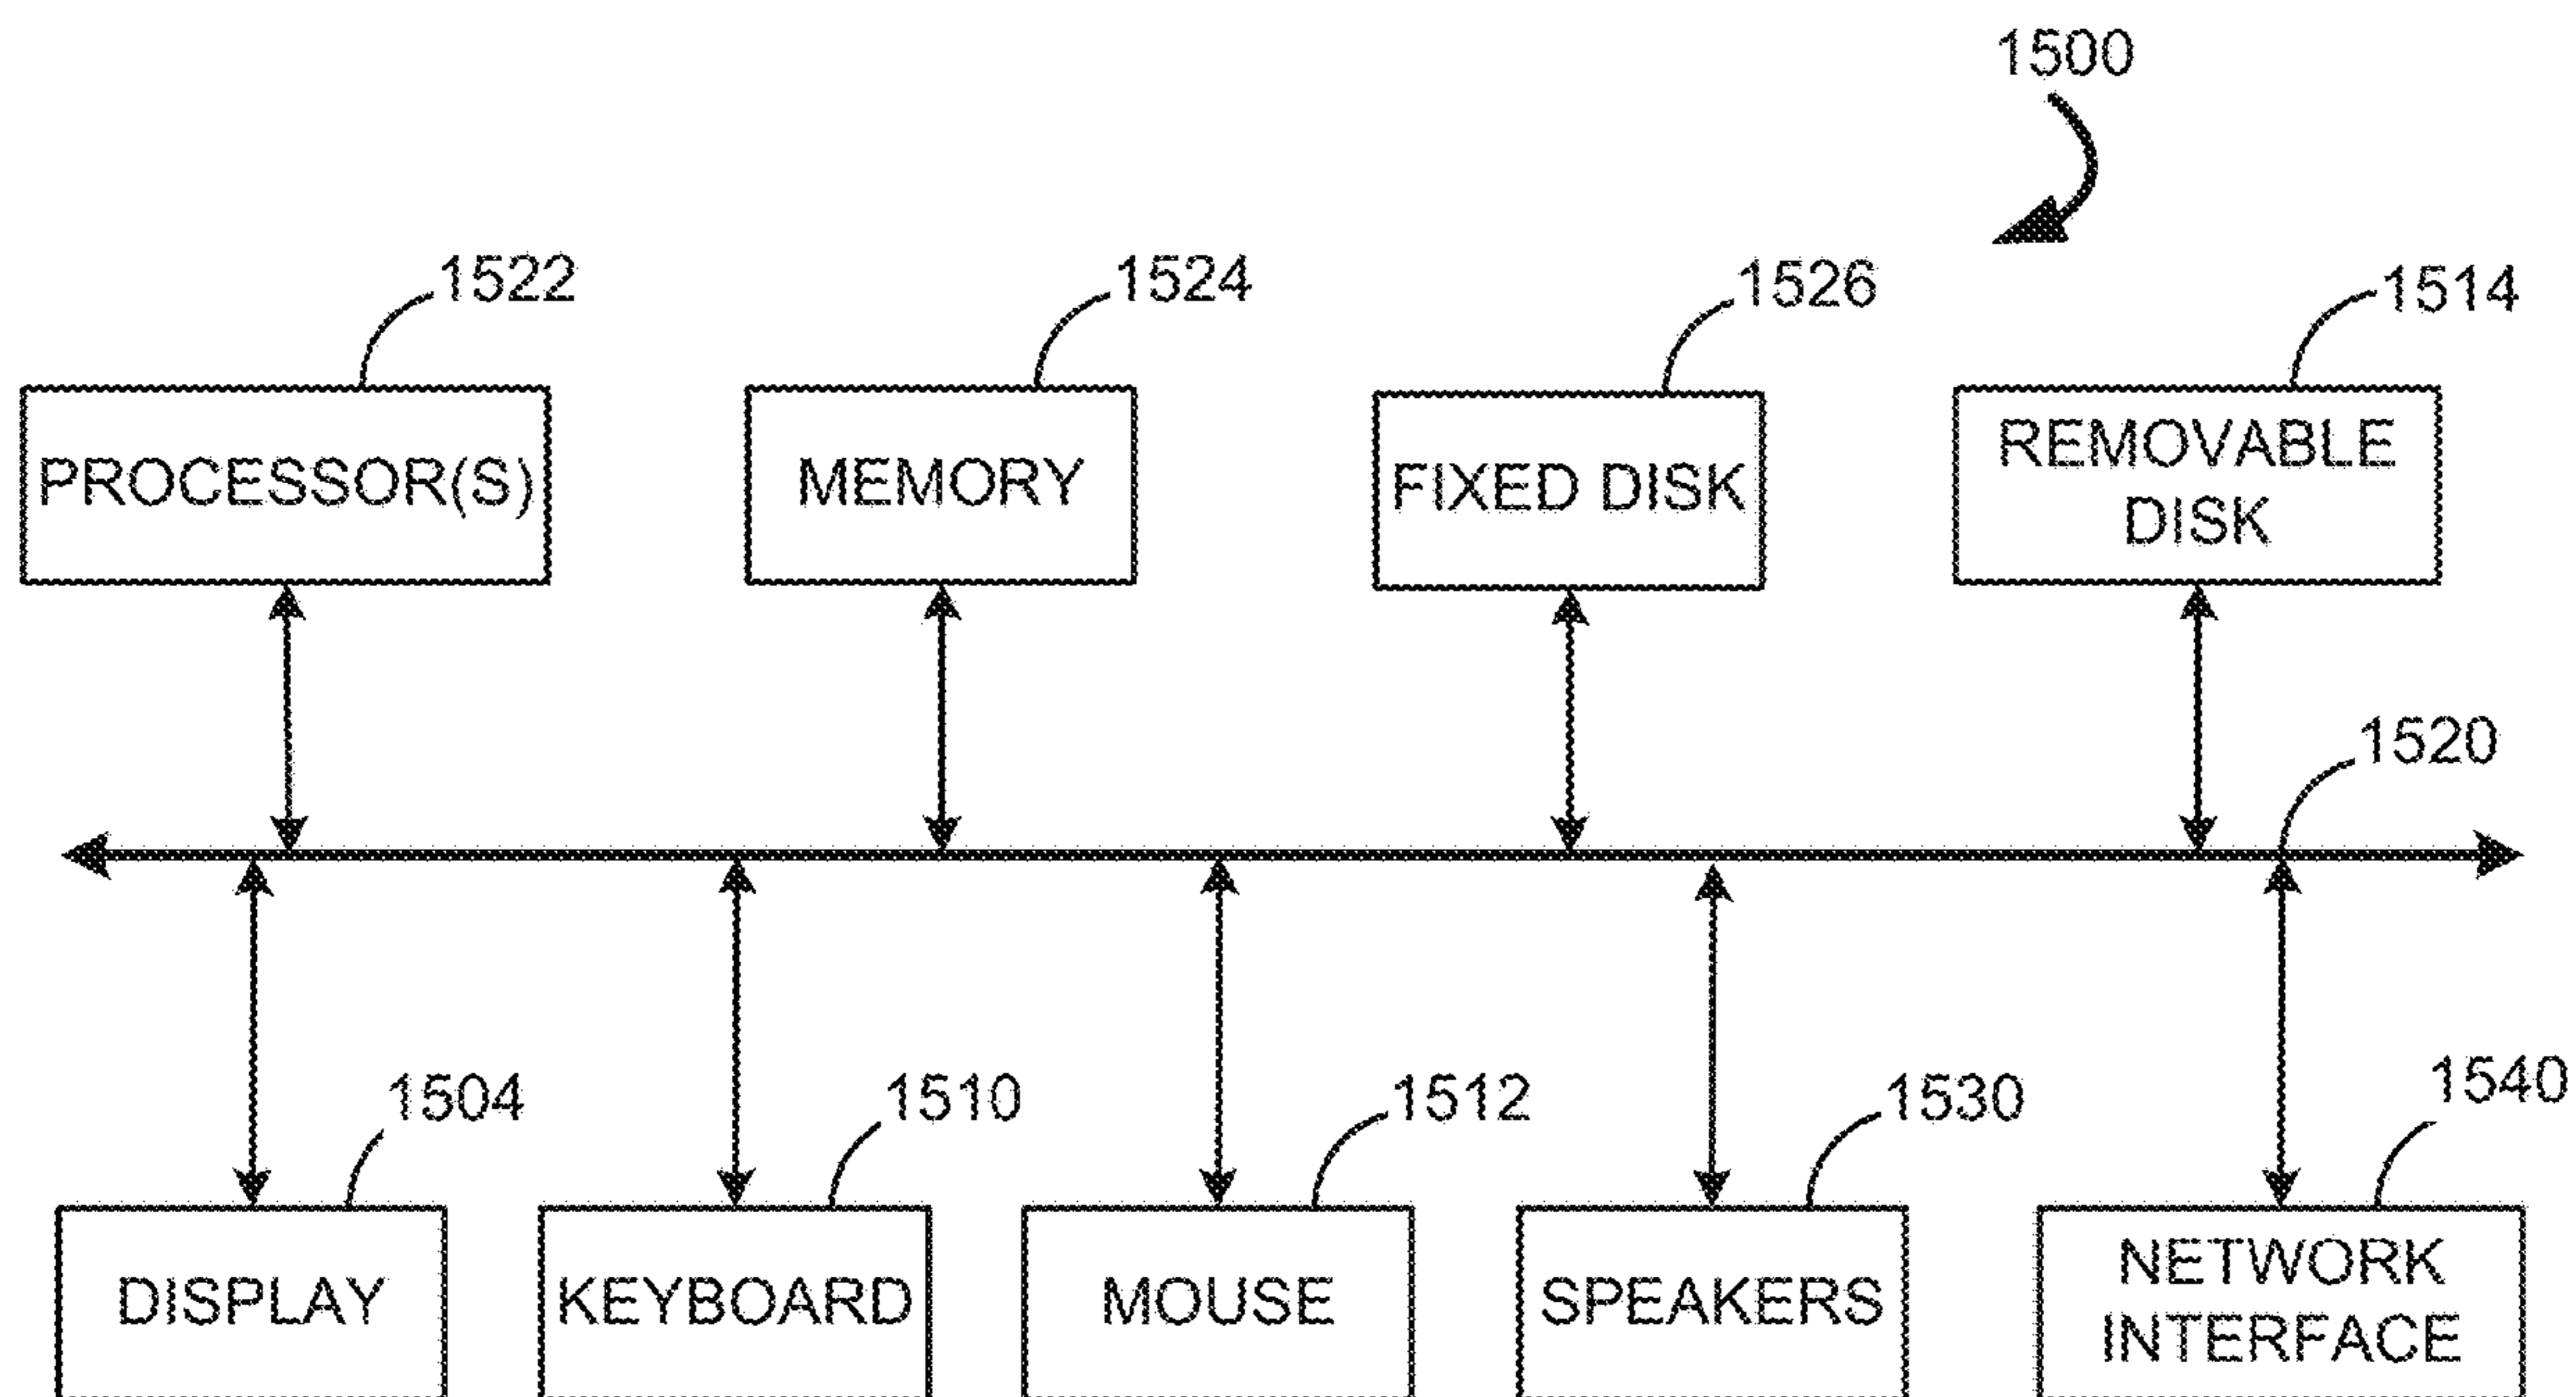 1500
1522
1524
1526
1514
PROCESSOR(S)
MEMORY
FIXED DISK
REMOVABLE
DISK
1520
1504
1510
1512
1530
1540
DISPLAY
KEYBOARD
MOUSE
SPEAKERS
NETWORK
INTERFACE